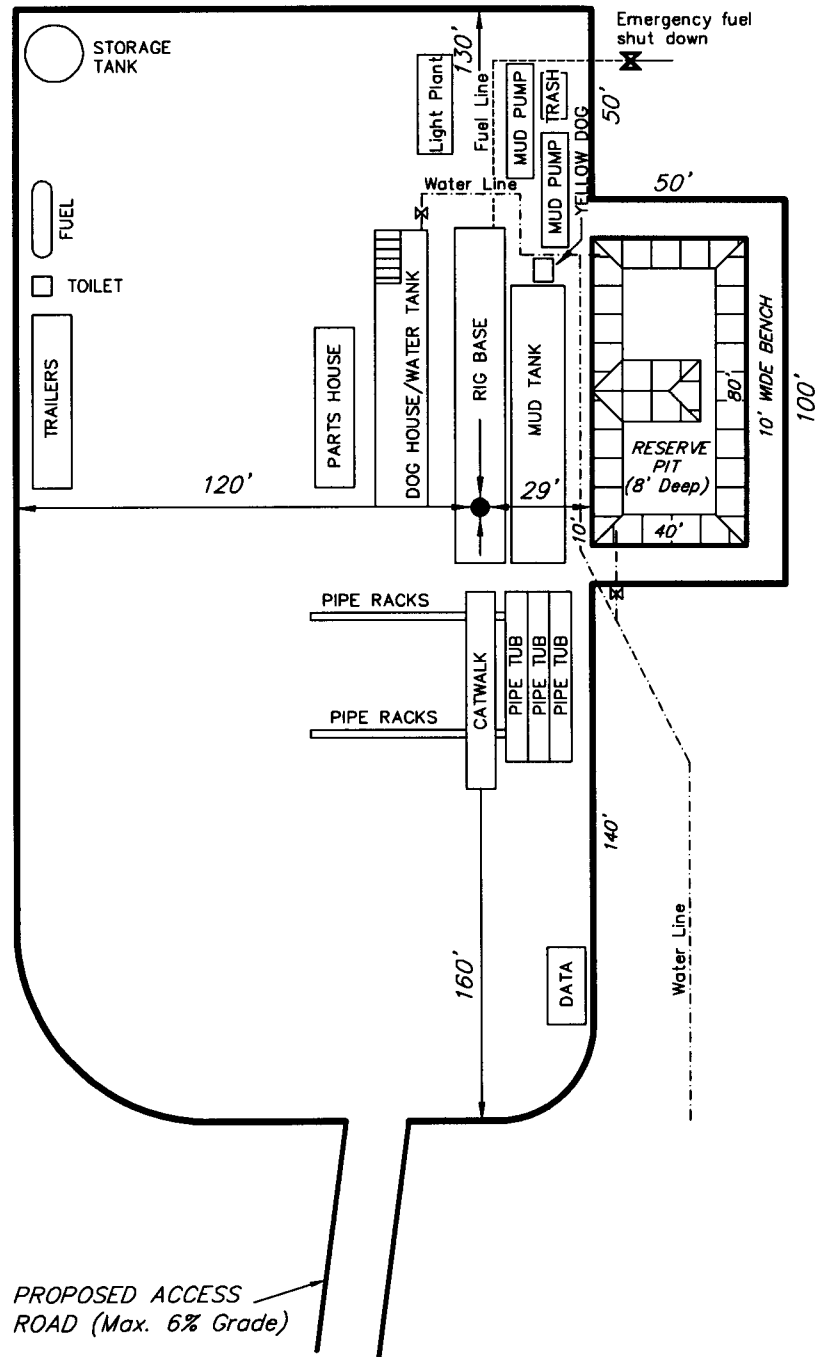 STORAGE
TANK
130'
Emergency fuel
shut down
Light Plant
Fuel Line
MUD PUMP
TRASH
50'
MUD PUMP
YELLOW DOG
Water Line
50'
FUEL
TOILET
TRAILERS
PARTS HOUSE
DOG HOUSE/WATER TANK
RIG BASE
MUD TANK
80'
10' WIDE BENCH
100'
RESERVE
PIT
(8' Deep)
120'
29'
10'
40'
PIPE RACKS
CATWALK
PIPE TUB
PIPE TUB
PIPE TUB
PIPE RACKS
140'
Water Line
160'
DATA
PROPOSED ACCESS
ROAD (Max. 6% Grade)